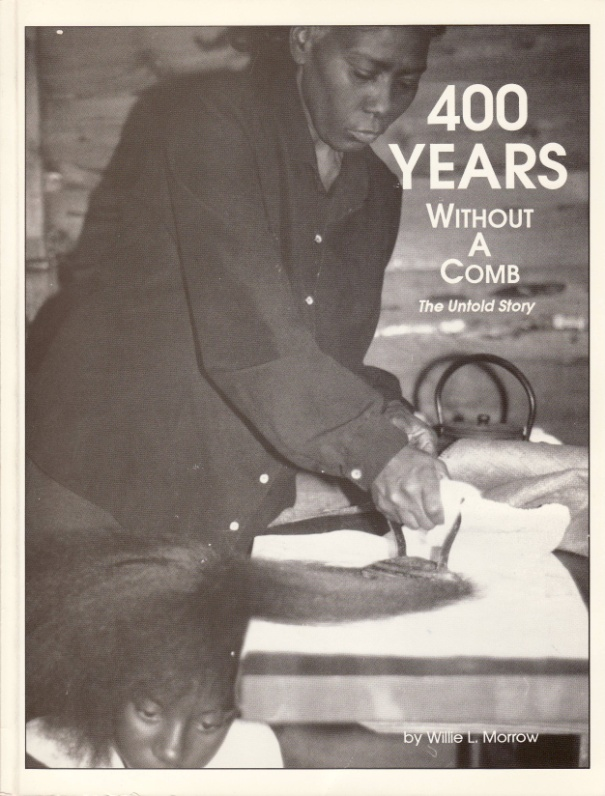 400
YEARS
WITHOUT
A
COMB
The Untold Story
by Willie L. Morrow